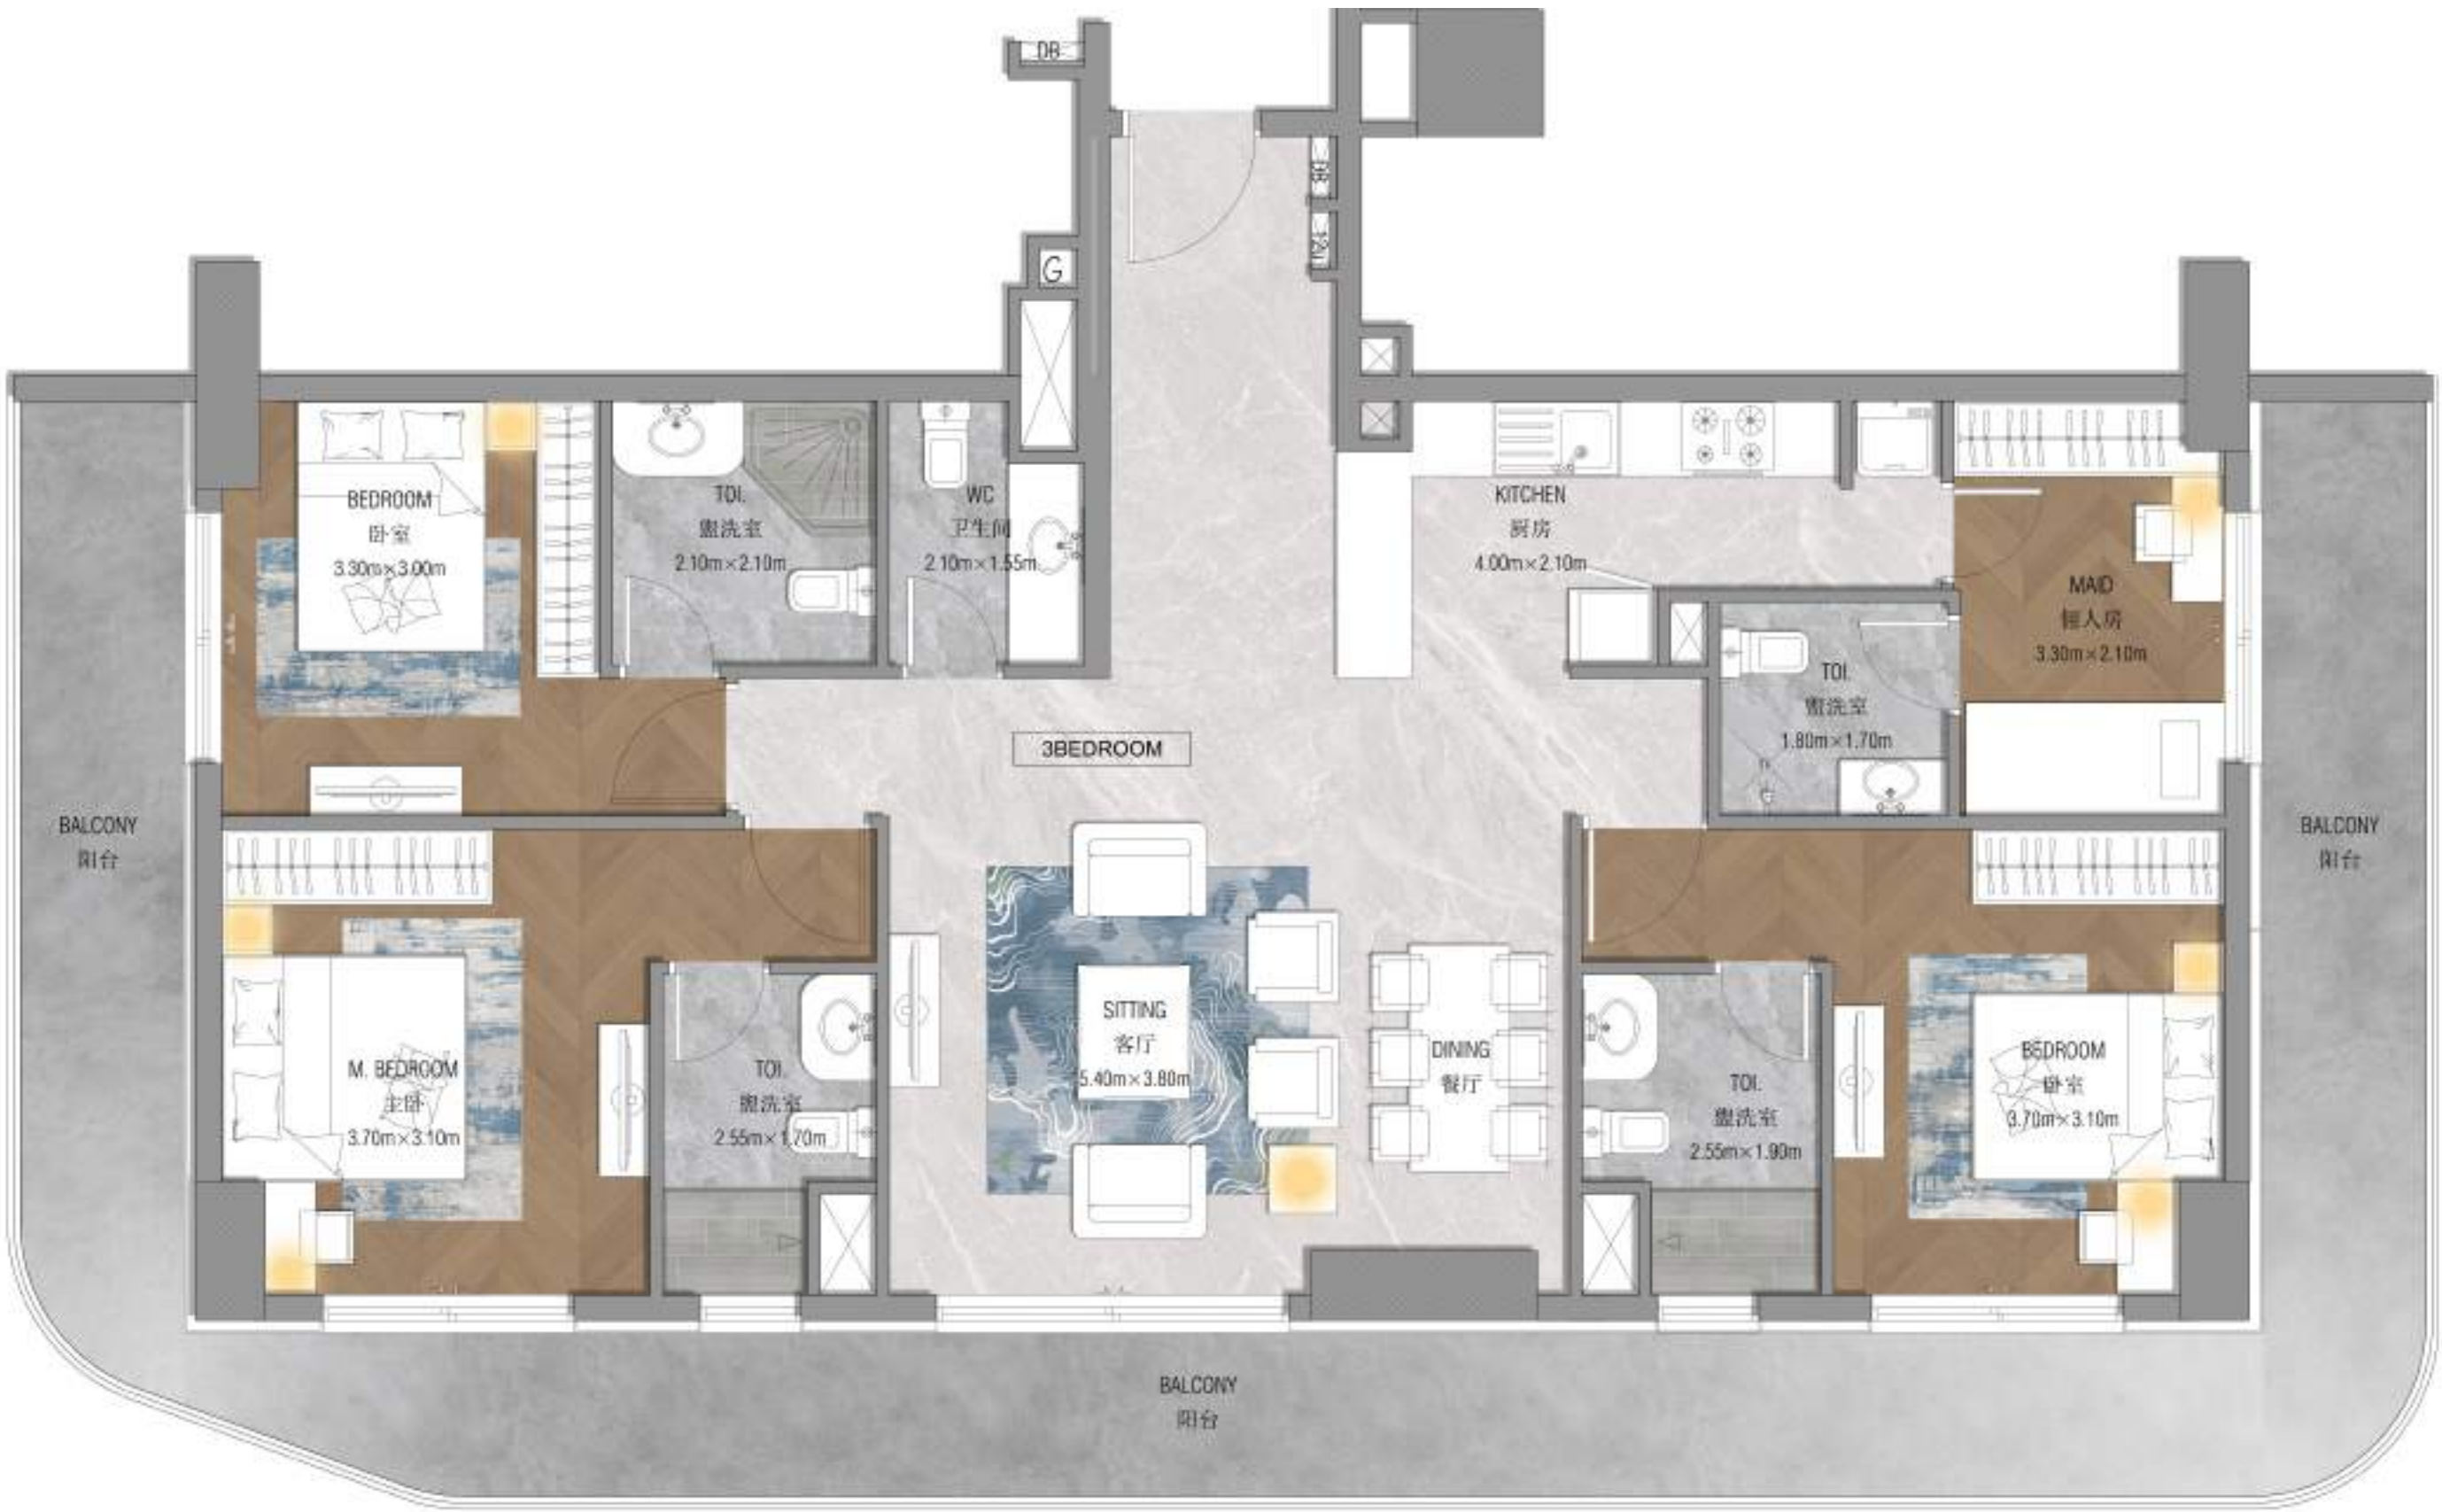 DB
DB
12U
G
BEDROOM
卧室
3.30m×3.00m
TOI.
盥洗室
2.10m×2.10m
WC
卫生间
2.10m×1.55m
KITCHEN
厨房
4.00m×2.10m
MAID
佣人房
3.30m×2.10m
TOI.
盥洗室
1.80m×1.70m
3BEDROOM
BALCONY
阳台
BALCONY
阳台
M. BEDROOM
主卧
3.70m×3.10m
TOI.
盥洗室
2.55m×1.70m
SITTING
客厅
5.40m×3.80m
DINING
餐厅
TOI.
盥洗室
2.55m×1.90m
BEDROOM
卧室
3.70m×3.10m
BALCONY
阳台